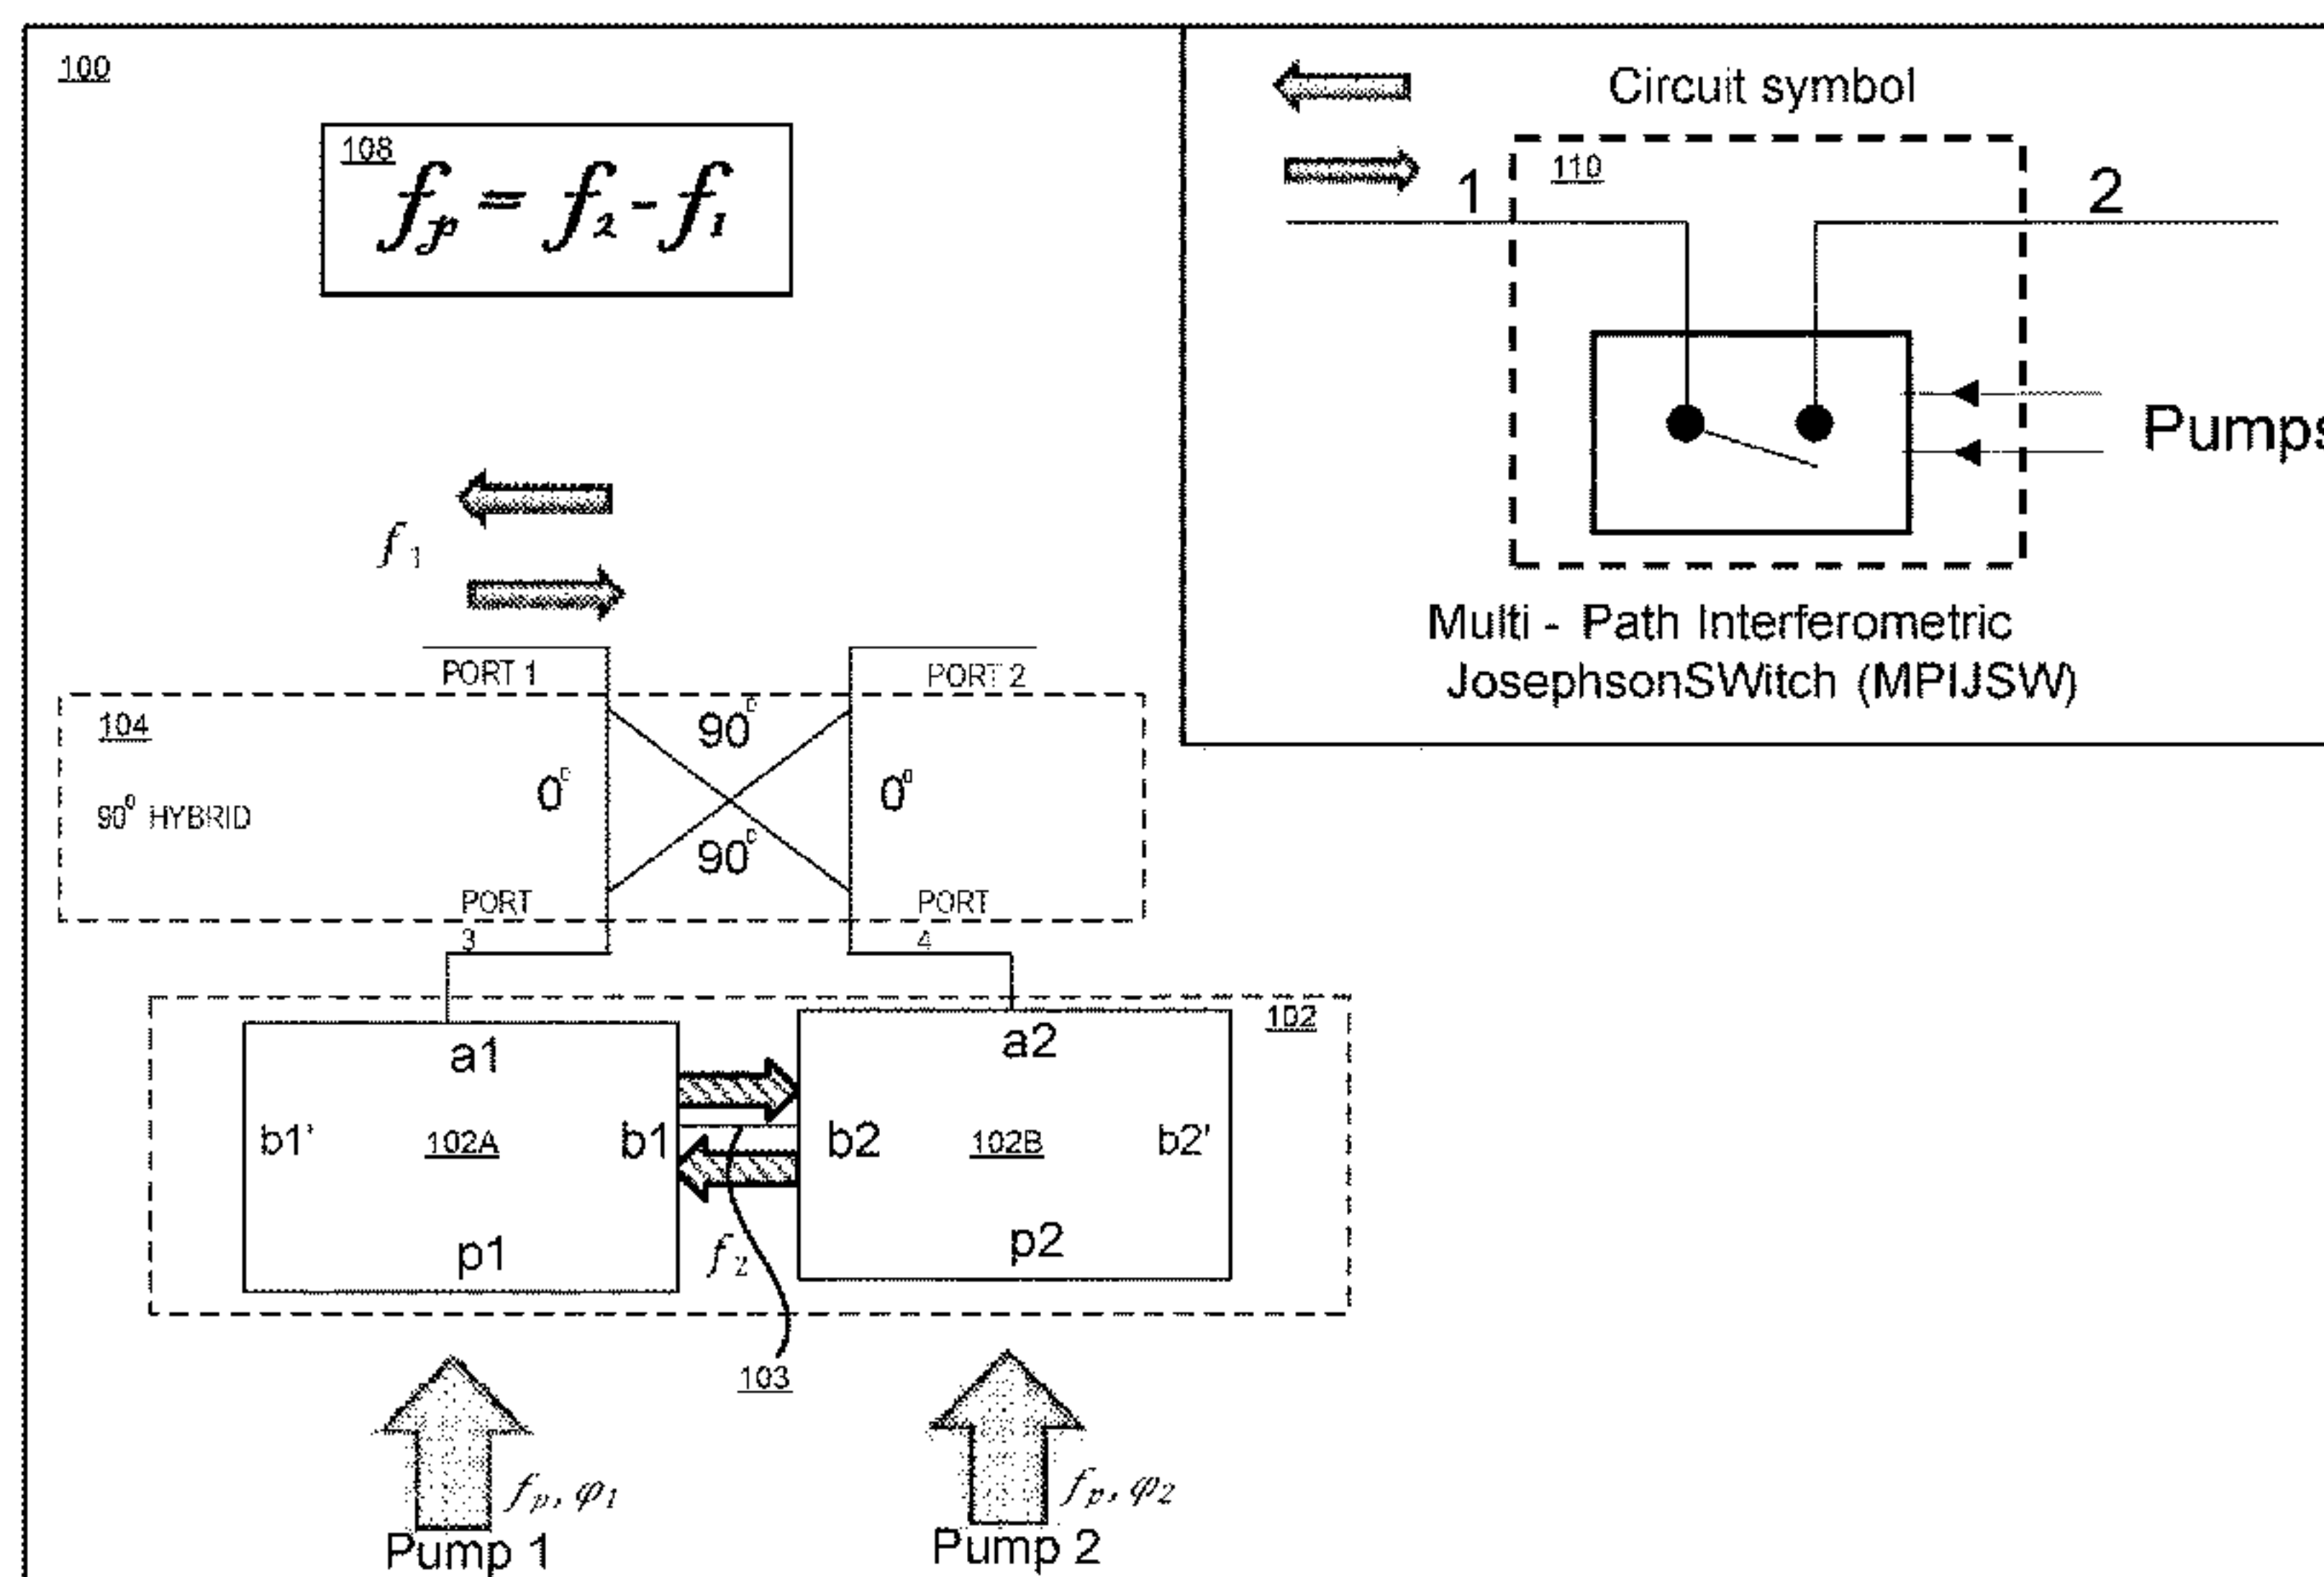 100
108
fp = f2 - f1
Circuit symbol
110
1
2
Pumps
Multi - Path Interferometric
JosephsonSWitch (MPIJSW)
f1
PORT 1
PORT 2
104
90°
0°
0°
90° HYBRID
90°
PORT
PORT
3
4
102
a1
a2
b1'
102A
b1
b2
102B
b2'
p1
f2
p2
103
fp, φ1
fp, φ2
Pump 1
Pump 2